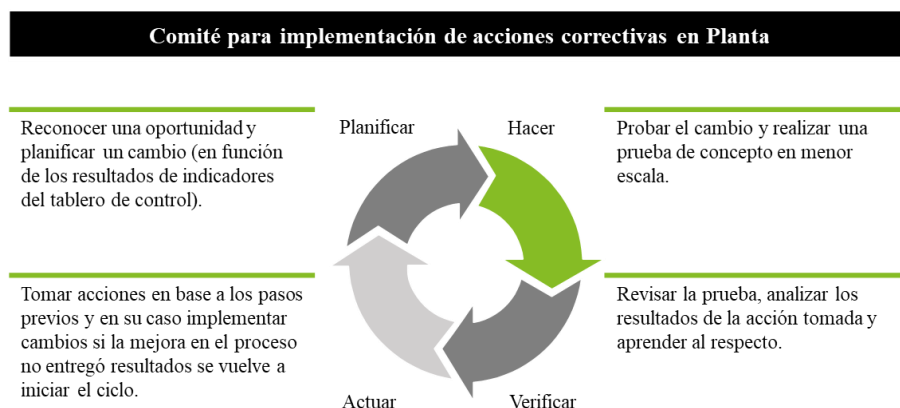 Comité para implementación de acciones correctivas en Planta
Planificar
Hacer
Reconocer una oportunidad y
planificar un cambio (en función
de los resultados de indicadores
del tablero de control).
Probar el cambio y realizar una
prueba de concepto en menor
escala.
Tomar acciones en base a los pasos
previos y en su caso implementar
cambios si la mejora en el proceso
no entregó resultados se vuelve a
iniciar el ciclo.
Revisar la prueba, analizar los
resultados de la acción tomada y
aprender al respecto.
Actuar
Verificar